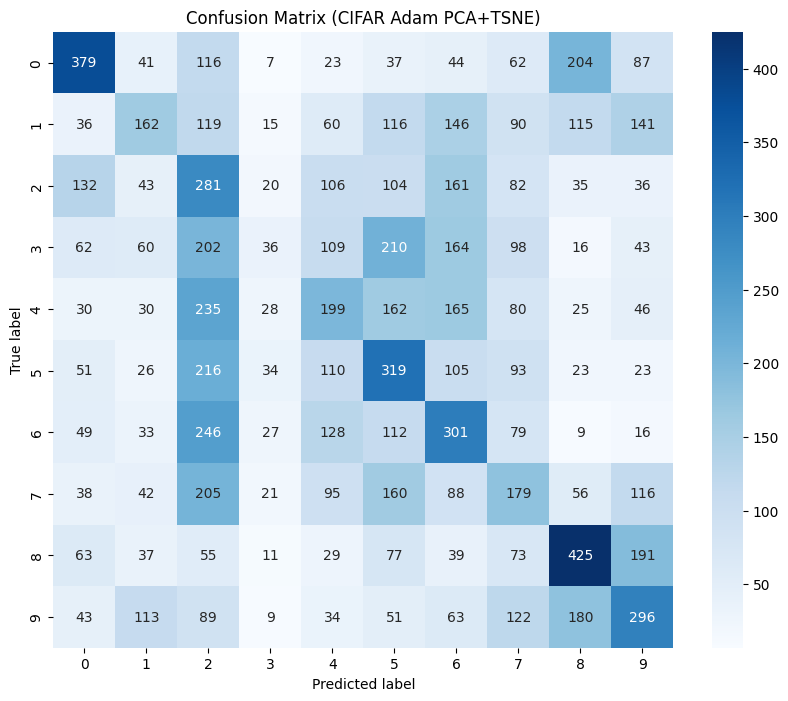 Confusion Matrix (CIFAR Adam PCA+TSNE)
0 379 41 116 7 23 37 44 62 204 87
1 36 162 119 15 60 116 146 90 115 141
2 132 43 281 20 106 104 161 82 35 36
3 62 60 202 36 109 210 164 98 16 43
4 30 30 235 28 199 162 165 80 25 46
5 51 26 216 34 110 319 105 93 23 23
6 49 33 246 27 128 112 301 79 9 16
7 38 42 205 21 95 160 88 179 56 116
8 63 37 55 11 29 77 39 73 425 191
9 43 113 89 9 34 51 63 122 180 296
0 1 2 3 4 5 6 7 8 9
Predicted label
True label
400
350
300
250
200
150
100
50